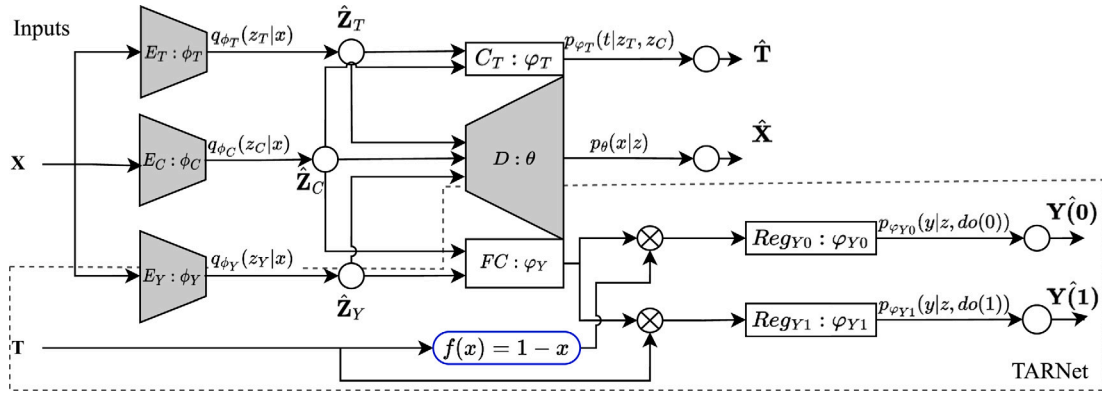 Inputs
E_T : ϕ_T
q_{ϕ_T}(z_T|x)
Ẑ_T
C_T : φ_T
p_{φ_T}(t|z_T, z_C)
T̂
X
E_C : ϕ_C
q_{ϕ_C}(z_C|x)
Ẑ_C
D : θ
p_θ(x|z)
X̂
E_Y : ϕ_Y
q_{ϕ_Y}(z_Y|x)
Ẑ_Y
FC : φ_Y
Reg_{Y0} : φ_{Y0}
p_{φ_{Y0}}(y|z, do(0))
Y(̂0)
Reg_{Y1} : φ_{Y1}
p_{φ_{Y1}}(y|z, do(1))
Y(̂1)
T
f(x) = 1 − x
TARNet